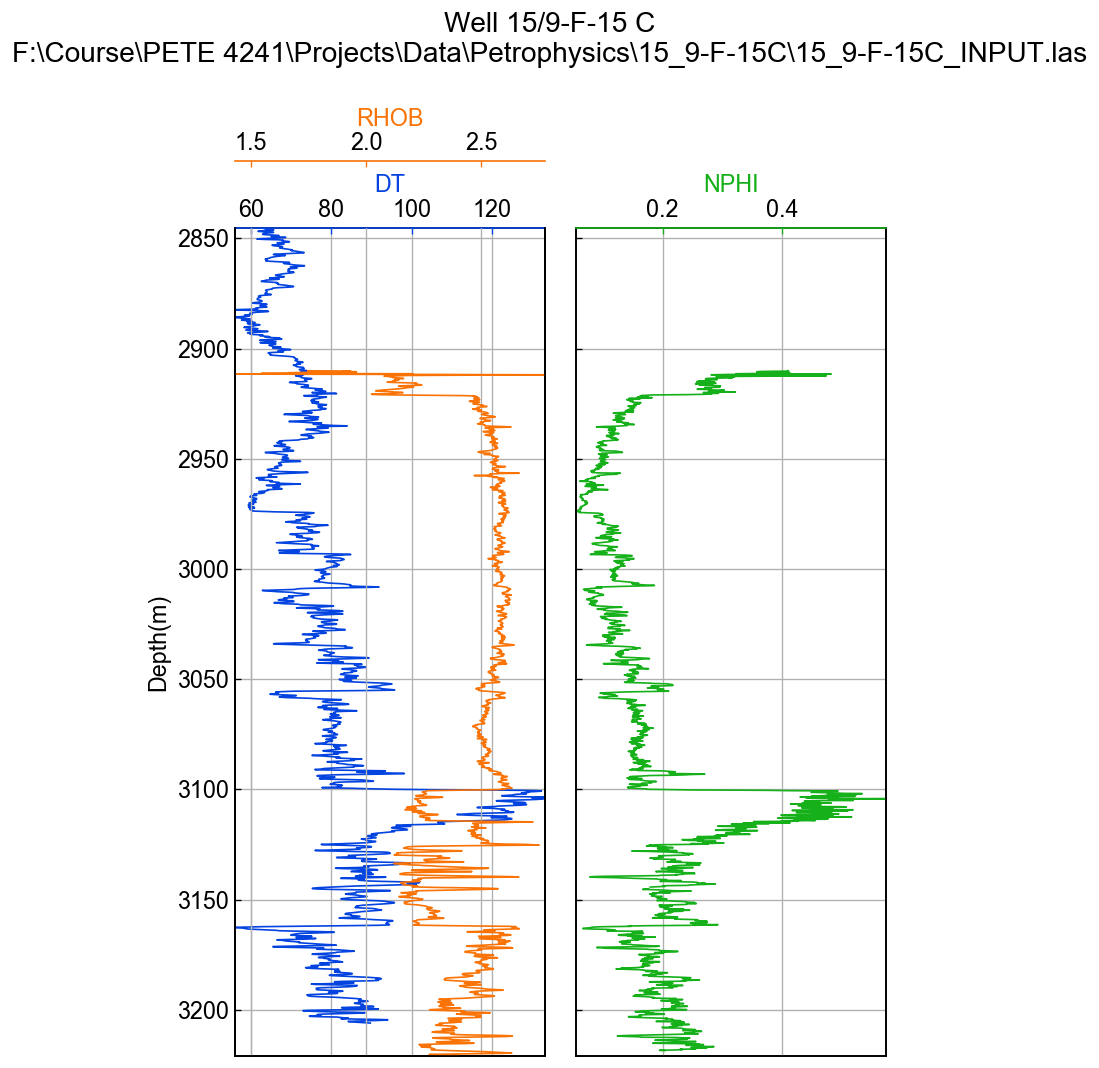 Well 15/9-F-15 C
F:\Course\PETE 4241\Projects\Data\Petrophysics\15_9-F-15C\15_9-F-15C_INPUT.las
RHOB
1.5 2.0 2.5
DT NPHI
60 80 100 120 0.2 0.4
2850
2900
2950
3000
Depth(m)
3050
3100
3150
3200